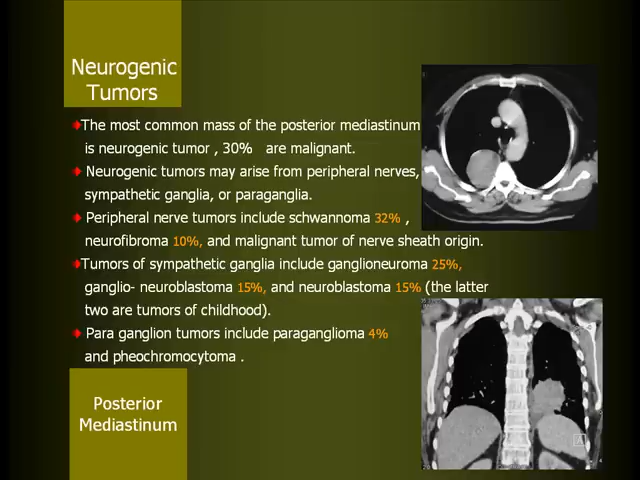 Neurogenic
Tumors
The most common mass of the posterior mediastinum
is neurogenic tumor , 30% are malignant.
Neurogenic tumors may arise from peripheral nerves,
sympathetic ganglia, or paraganglia.
Peripheral nerve tumors include schwannoma 32% ,
neurofibroma 10%, and malignant tumor of nerve sheath origin.
Tumors of sympathetic ganglia include ganglioneuroma 25%,
ganglio- neuroblastoma 15%, and neuroblastoma 15% (the latter
two are tumors of childhood).
Para ganglion tumors include paraganglioma 4%
and pheochromocytoma .
Posterior
Mediastinum
A